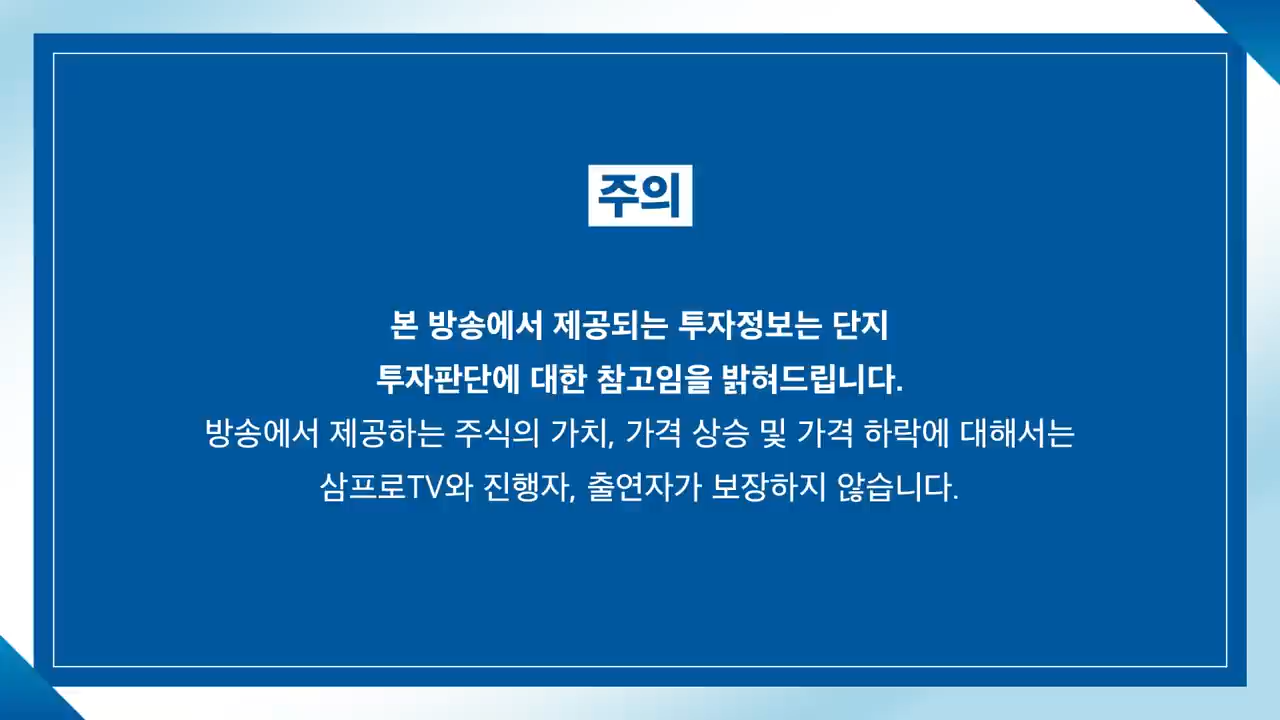 주의
본 방송에서 제공되는 투자정보는 단지
투자판단에 대한 참고임을 밝혀드립니다.
방송에서 제공하는 주식의 가치, 가격 상승 및 가격 하락에 대해서는
삼프로TV와 진행자, 출연자가 보장하지 않습니다.